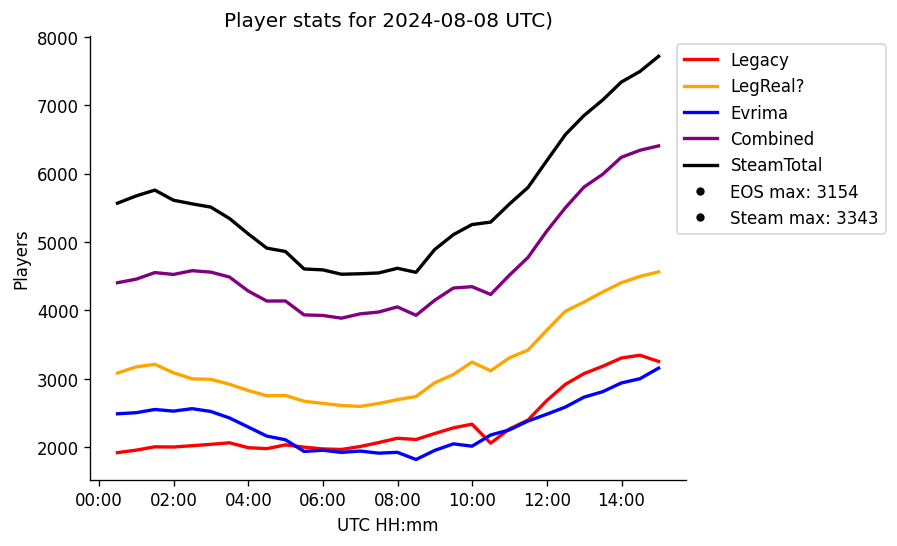 Player stats for 2024-08-08 UTC)
8000
7000
6000
5000
4000
3000
2000
Players
00:00 02:00 04:00 06:00 08:00 10:00 12:00 14:00
UTC HH:mm
Legacy
LegReal?
Evrima
Combined
SteamTotal
EOS max: 3154
Steam max: 3343